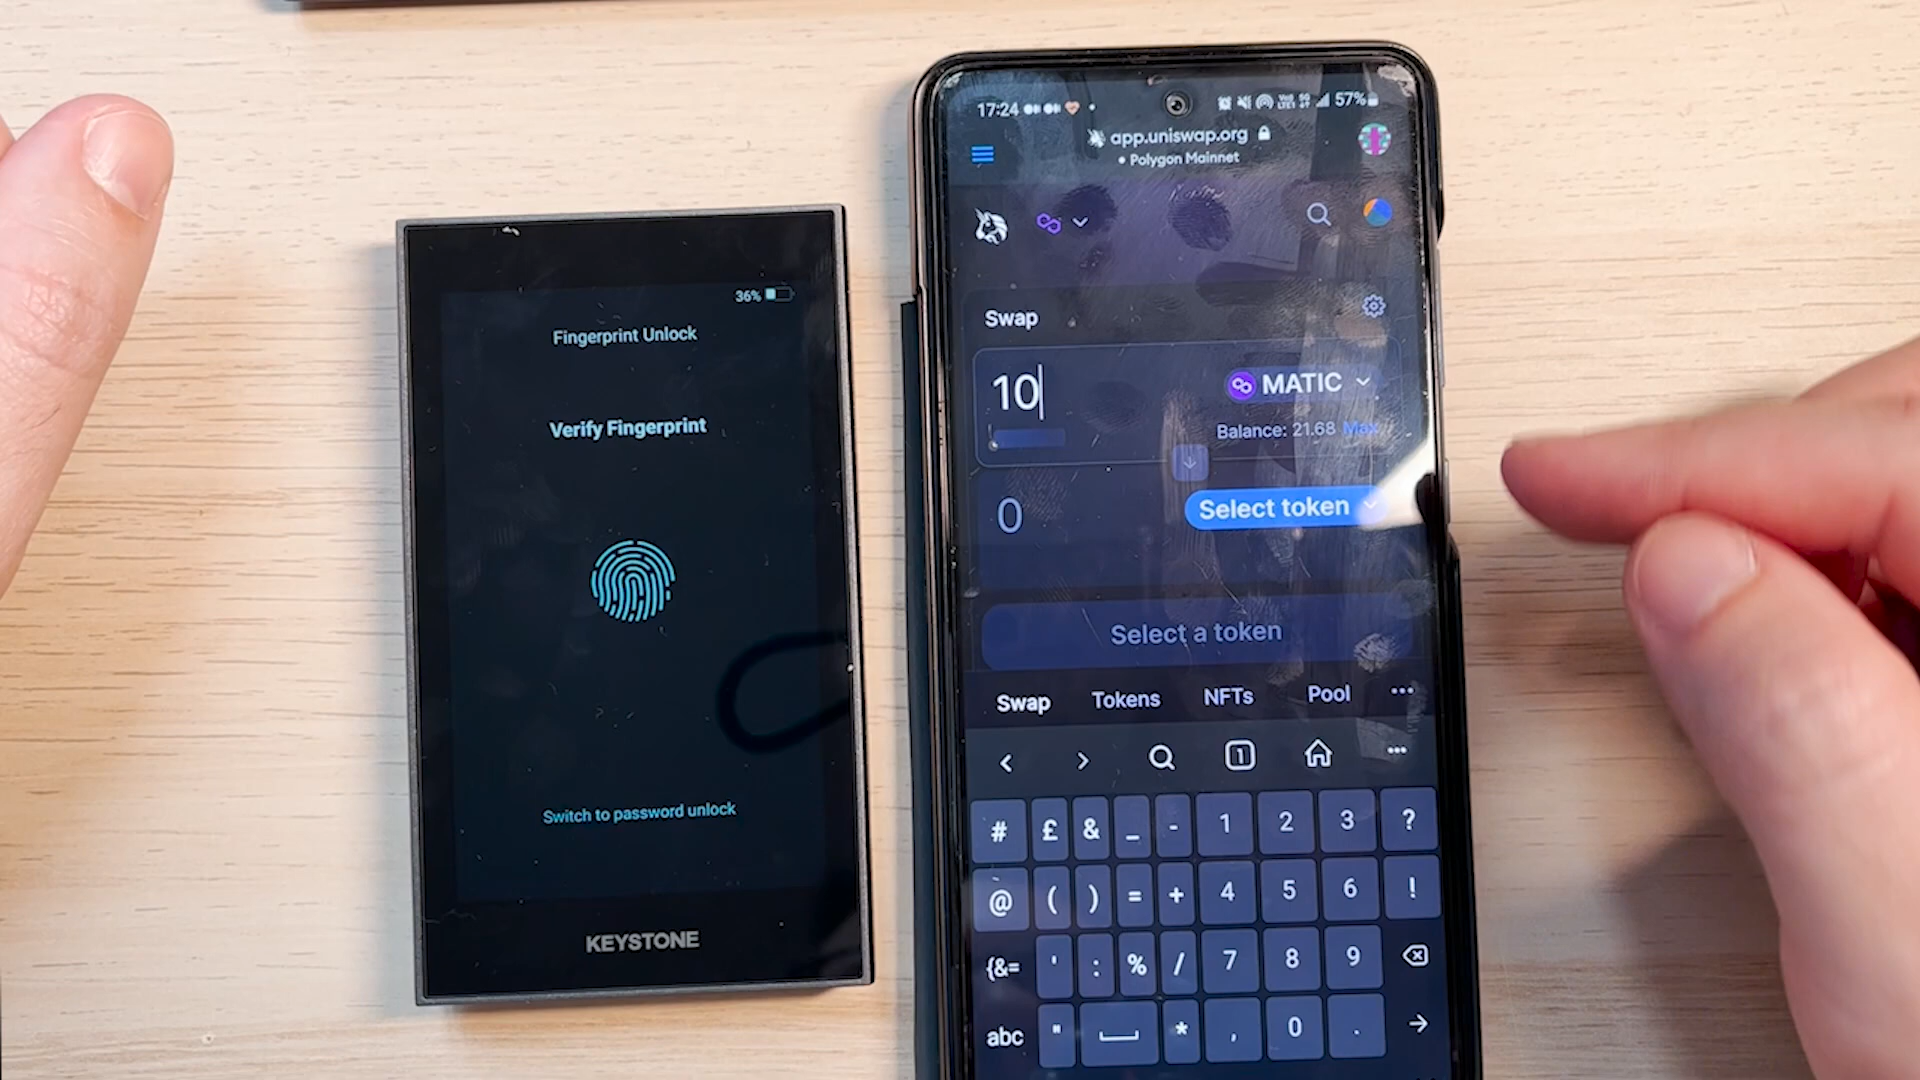 36%
Fingerprint Unlock
Verify Fingerprint
Switch to password unlock
KEYSTONE
17:24
57%
app.uniswap.org
• Polygon Mainnet
Swap
10
MATIC
Balance: 21.68 Max
0
Select token
Select a token
Swap Tokens NFTs Pool
1
# £ & _ - 1 2 3 ?
@ ( ) = + 4 5 6 !
{&= ' : % / 7 8 9
abc " * , 0 .